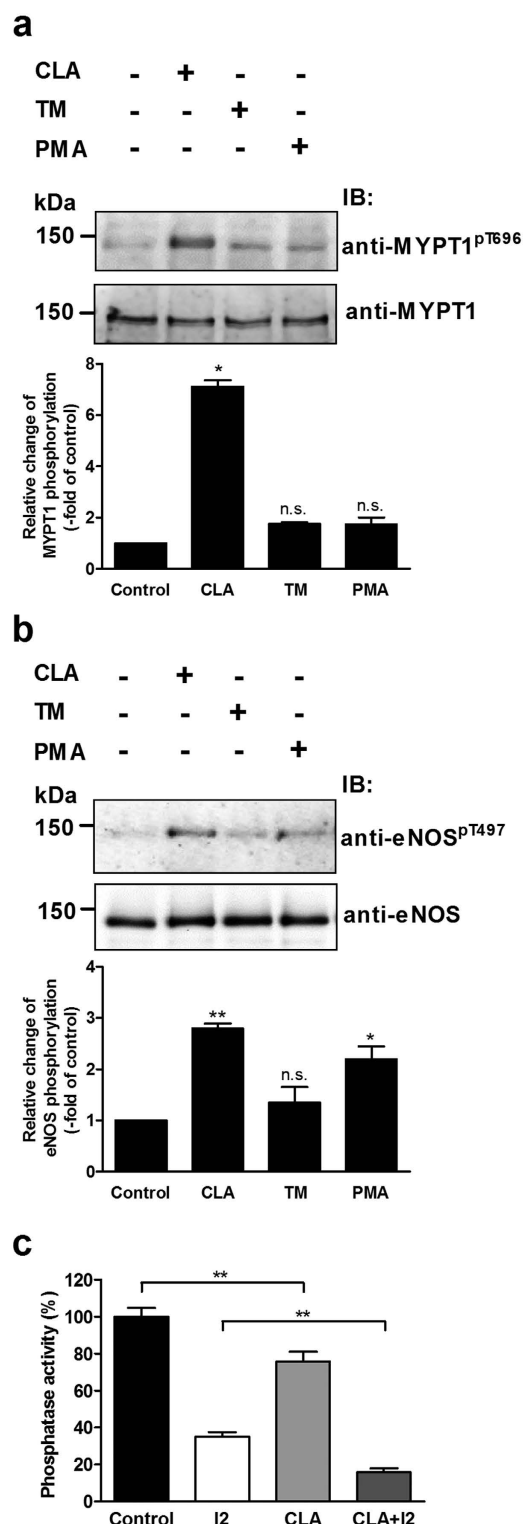 a
CLA - + - -
TM - - + -
PMA - - - +
kDa IB:
150 anti-MYPT1pT696
150 anti-MYPT1
Relative change of
MYPT1 phosphorylation
(-fold of control)
8
6
4
2
0
*
n.s.
n.s.
Control CLA TM PMA
b
CLA - + - -
TM - - + -
PMA - - - +
kDa IB:
150 anti-eNOSpT497
150 anti-eNOS
Relative change of
eNOS phosphorylation
(-fold of control)
4
3
2
1
0
**
n.s.
*
Control CLA TM PMA
c
Phosphatase activity (%)
120
100
80
60
40
20
0
**
**
Control I2 CLA CLA+I2